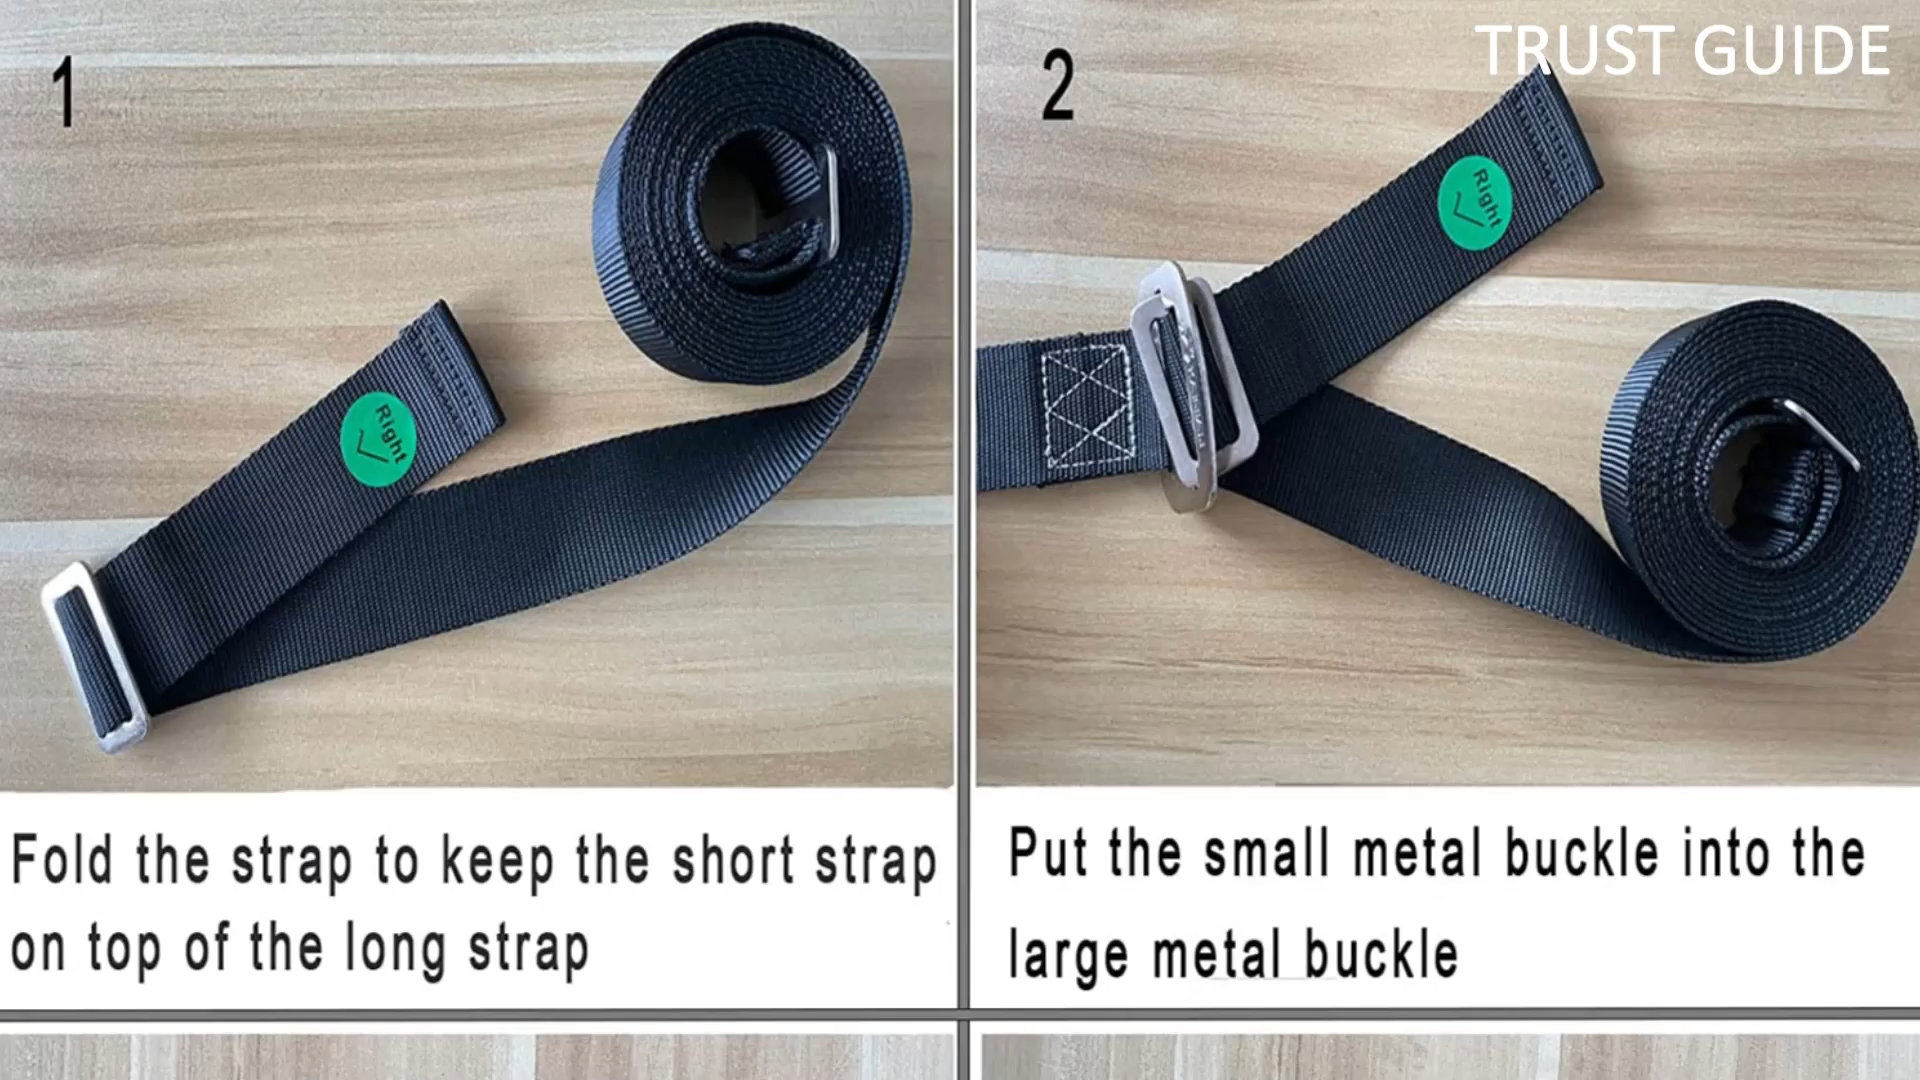 1
Right
Fold the strap to keep the short strap
on top of the long strap
2
TRUST GUIDE
Right
Put the small metal buckle into the
large metal buckle